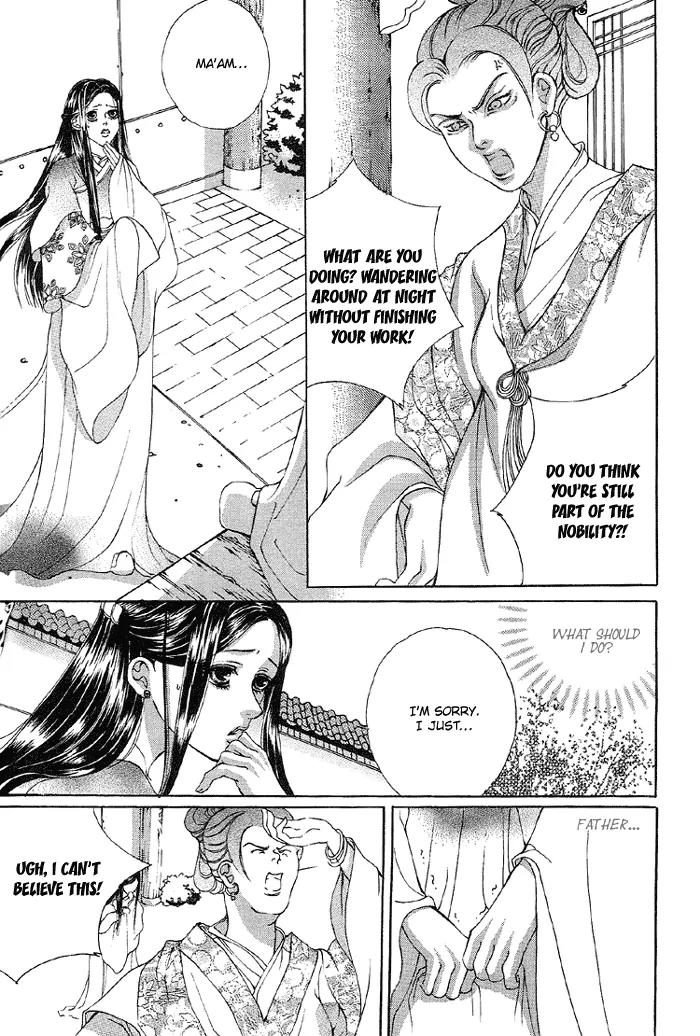 MA'AM...
WHAT ARE YOU
DOING? WANDERING
AROUND AT NIGHT
WITHOUT FINISHING
YOUR WORK!
DO YOU THINK
YOU'RE STILL
PART OF THE
NOBILITY?!
I'M SORRY.
I JUST...
WHAT SHOULD
I DO?
UGH, I CAN'T
BELIEVE THIS!
FATHER...